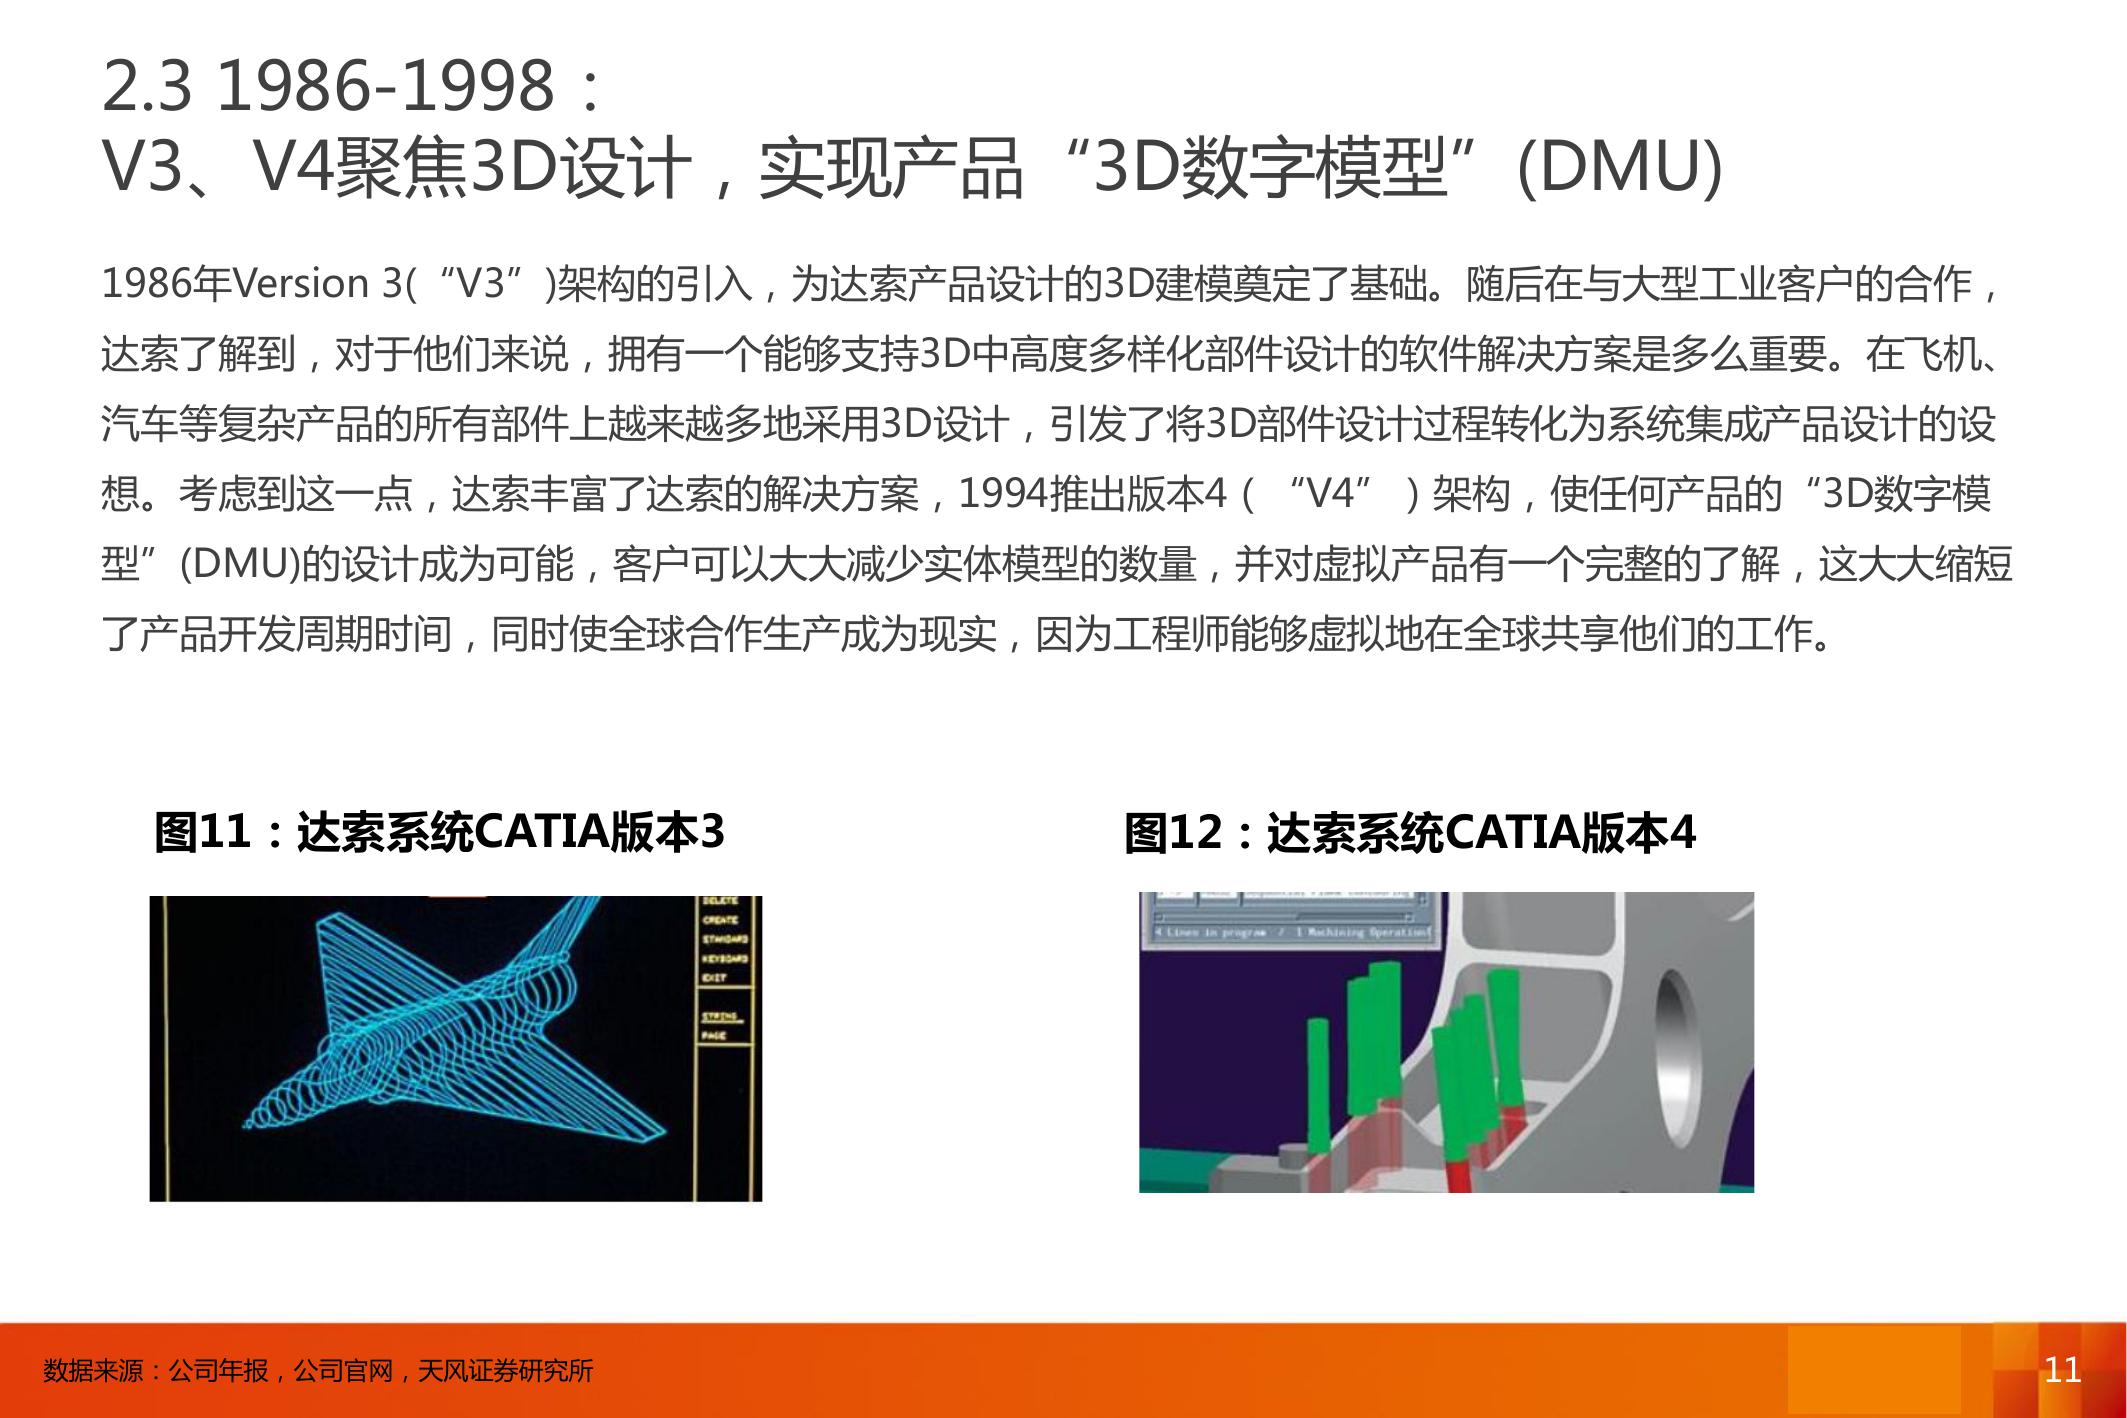 2.3 1986-1998：
V3、V4聚焦3D设计，实现产品“3D数字模型”(DMU)
1986年Version 3(“V3”)架构的引入，为达索产品设计的3D建模奠定了基础。随后在与大型工业客户的合作，
达索了解到，对于他们来说，拥有一个能够支持3D中高度多样化部件设计的软件解决方案是多么重要。在飞机、
汽车等复杂产品的所有部件上越来越多地采用3D设计，引发了将3D部件设计过程转化为系统集成产品设计的设
想。考虑到这一点，达索丰富了达索的解决方案，1994推出版本4（“V4”）架构，使任何产品的“3D数字模
型”(DMU)的设计成为可能，客户可以大大减少实体模型的数量，并对虚拟产品有一个完整的了解，这大大缩短
了产品开发周期时间，同时使全球合作生产成为现实，因为工程师能够虚拟地在全球共享他们的工作。
图11：达索系统CATIA版本3
图12：达索系统CATIA版本4
DELETE
CREATE
STANDARD
KEYBOARD
EXIT
STRING_
PAGE
Lines in program / 1 Machining Operation
数据来源：公司年报，公司官网，天风证券研究所
11